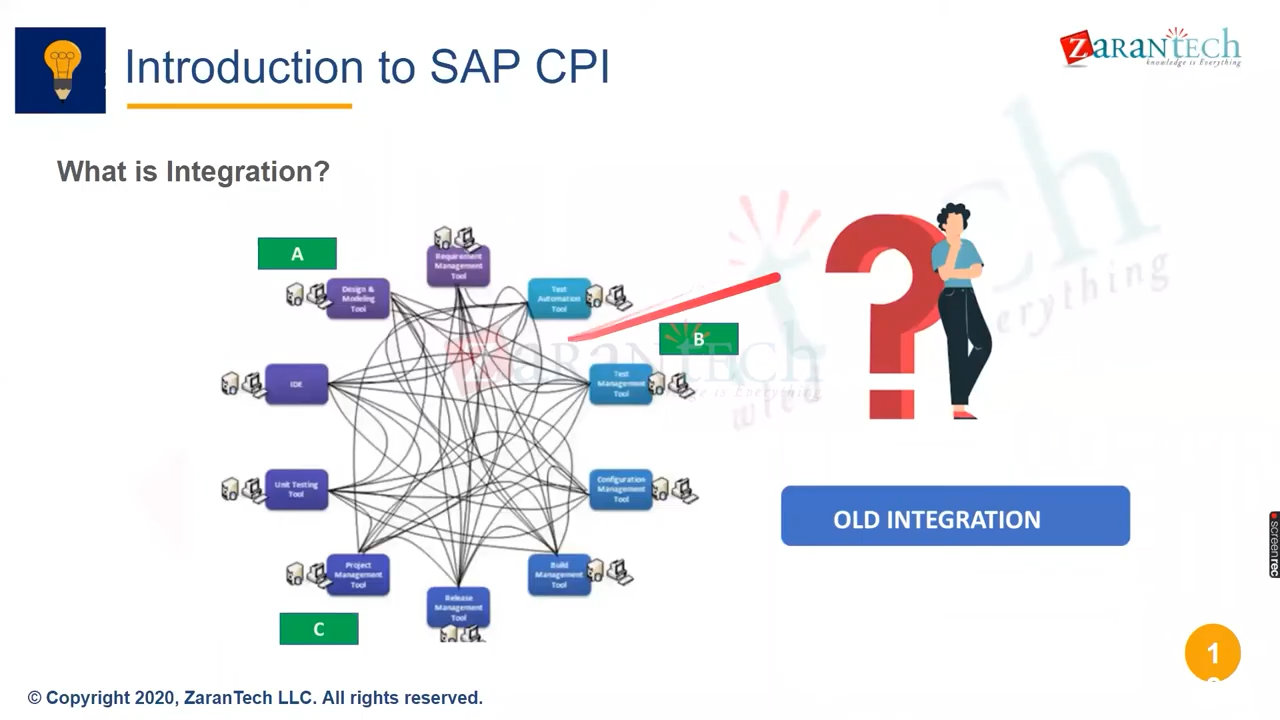 Introduction to SAP CPI
ZaranTech
knowledge is Everything
What is Integration?
A
Requirement
Management
Tool
Design &
Modeling
Tool
Test
Automation
Tool
B
IDE
Test
Management
Tool
ZaranTech
Unit Testing
Tool
Configuration
Management
Tool
OLD INTEGRATION
Project
Management
Tool
Build
Management
Tool
Release
Management
Tool
C
screenrec
1
© Copyright 2020, ZaranTech LLC. All rights reserved.